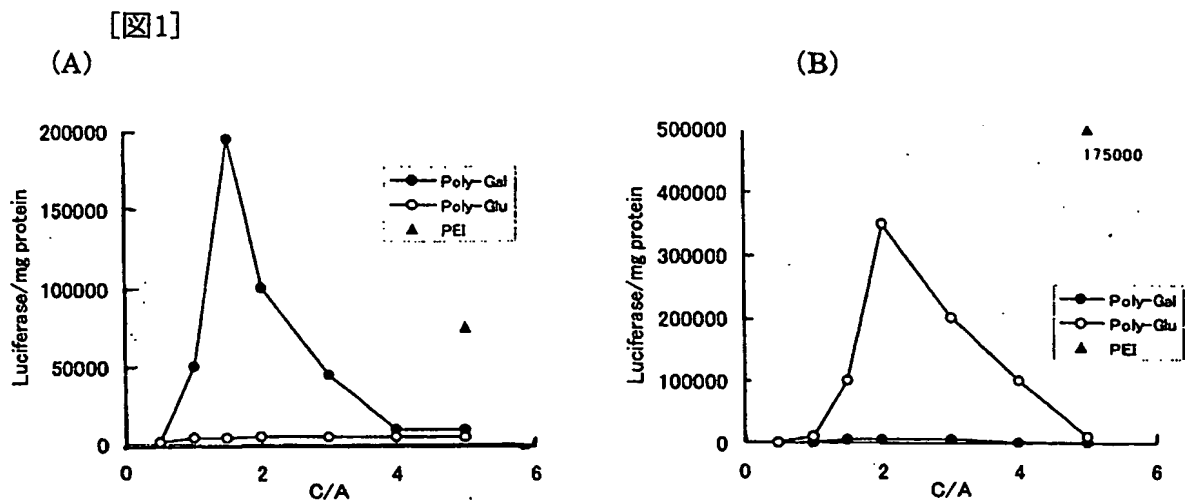 [図1]
(A)
200000
150000
100000
50000
0
Luciferase/mg protein
0
2
4
6
C/A
Poly-Gal
Poly-Glu
PEI
(B)
500000
400000
300000
200000
100000
0
Luciferase/mg protein
0
2
4
6
C/A
175000
Poly-Gal
Poly-Glu
PEI